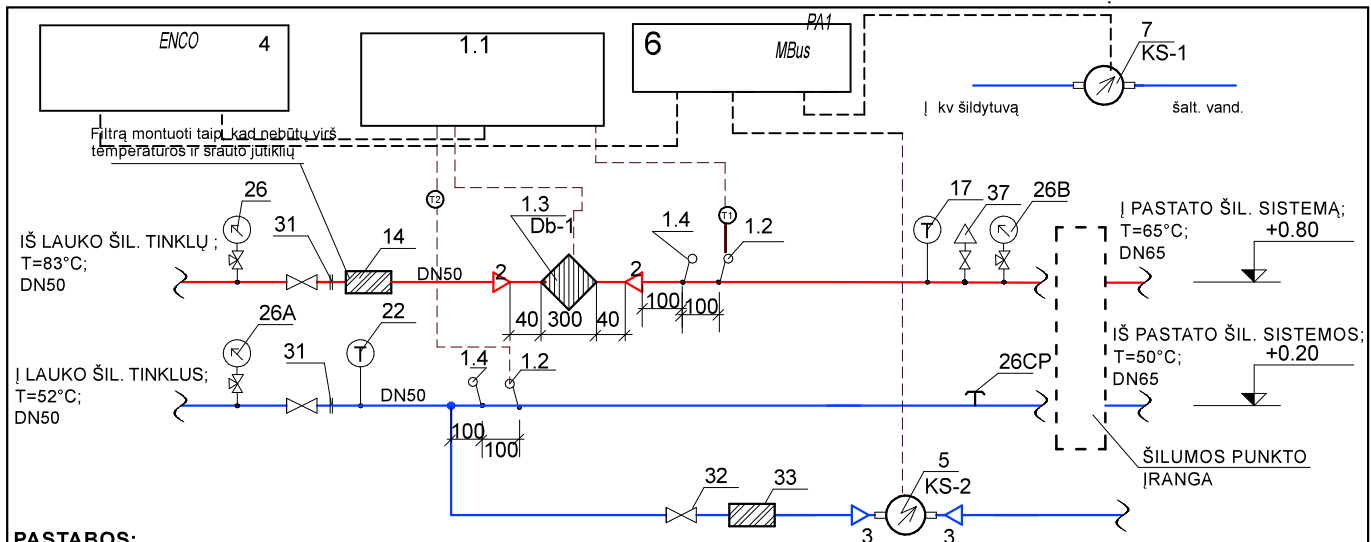 ENCO
4
1.1
6
PA1
MBus
7
KS-1
Į kv šildytuvą
šalt. vand.
Filtrą montuoti taip, kad nebūtų virš
temperatūros ir srauto jutiklių
26
31
14
T2
1.3
Db-1
1.4
T1
1.2
17
37
26B
IŠ LAUKO ŠIL. TINKLŲ ;
T=83°C;
DN50
DN50
2
2
Į PASTATO ŠIL. SISTEMĄ;
T=65°C;
DN65
+0.80
40
300
40
100
100
26A
31
22
T
1.4
1.2
26CP
Į LAUKO ŠIL. TINKLUS;
T=52°C;
DN50
DN50
IŠ PASTATO ŠIL. SISTEMOS;
T=50°C;
DN65
+0.20
100
100
32
33
5
KS-2
3
3
ŠILUMOS PUNKTO
ĮRANGA
PASTABOS: